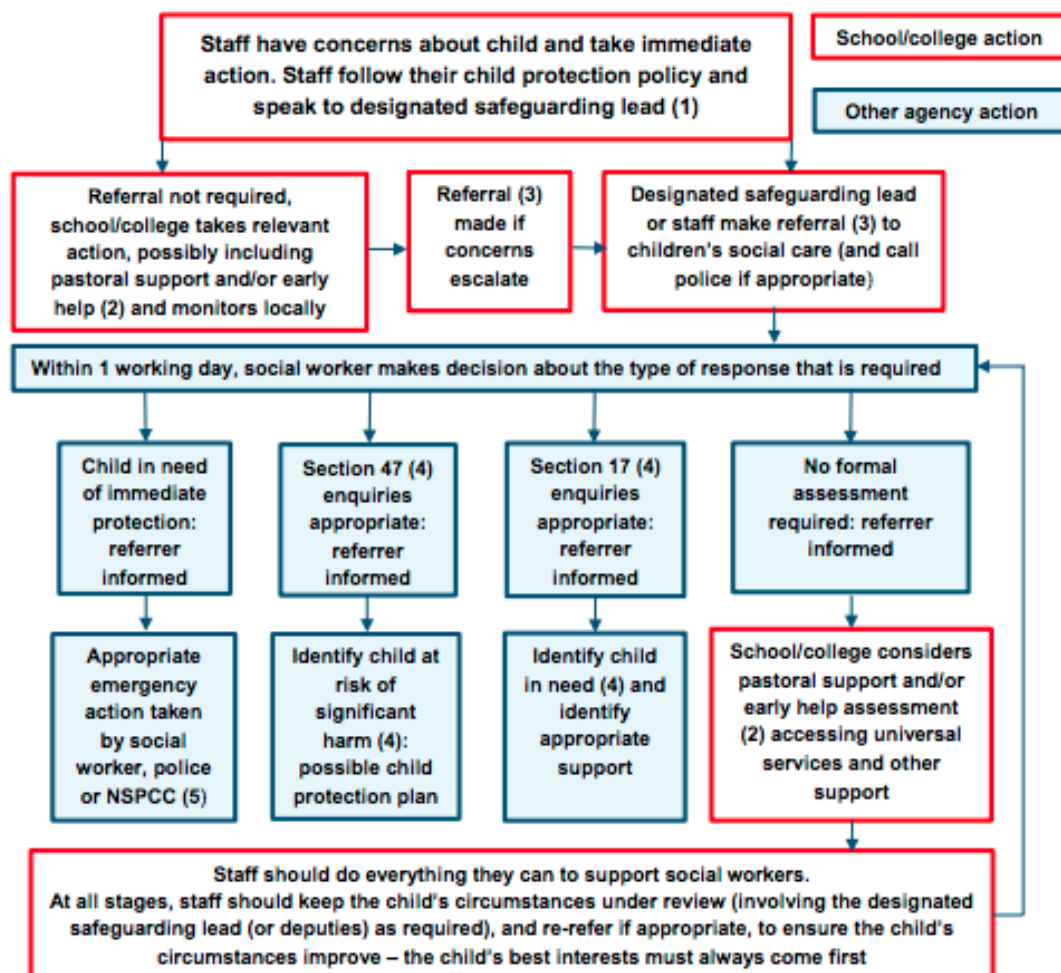 Staff have concerns about child and take immediate
action. Staff follow their child protection policy and
speak to designated safeguarding lead (1)
School/college action
Other agency action
Referral not required,
school/college takes relevant
action, possibly including
pastoral support and/or early
help (2) and monitors locally
Referral (3)
made if
concerns
escalate
Designated safeguarding lead
or staff make referral (3) to
children's social care (and call
police if appropriate)
Within 1 working day, social worker makes decision about the type of response that is required
Child in need
of immediate
protection:
referrer
informed
Section 47 (4)
enquiries
appropriate:
referrer
informed
Section 17 (4)
enquiries
appropriate:
referrer
informed
No formal
assessment
required: referrer
informed
Appropriate
emergency
action taken
by social
worker, police
or NSPCC (5)
Identify child at
risk of
significant
harm (4):
possible child
protection plan
Identify child
in need (4) and
identify
appropriate
support
School/college considers
pastoral support and/or
early help assessment
(2) accessing universal
services and other
support
Staff should do everything they can to support social workers.
At all stages, staff should keep the child's circumstances under review (involving the designated
safeguarding lead (or deputies) as required), and re-refer if appropriate, to ensure the child's
circumstances improve – the child's best interests must always come first